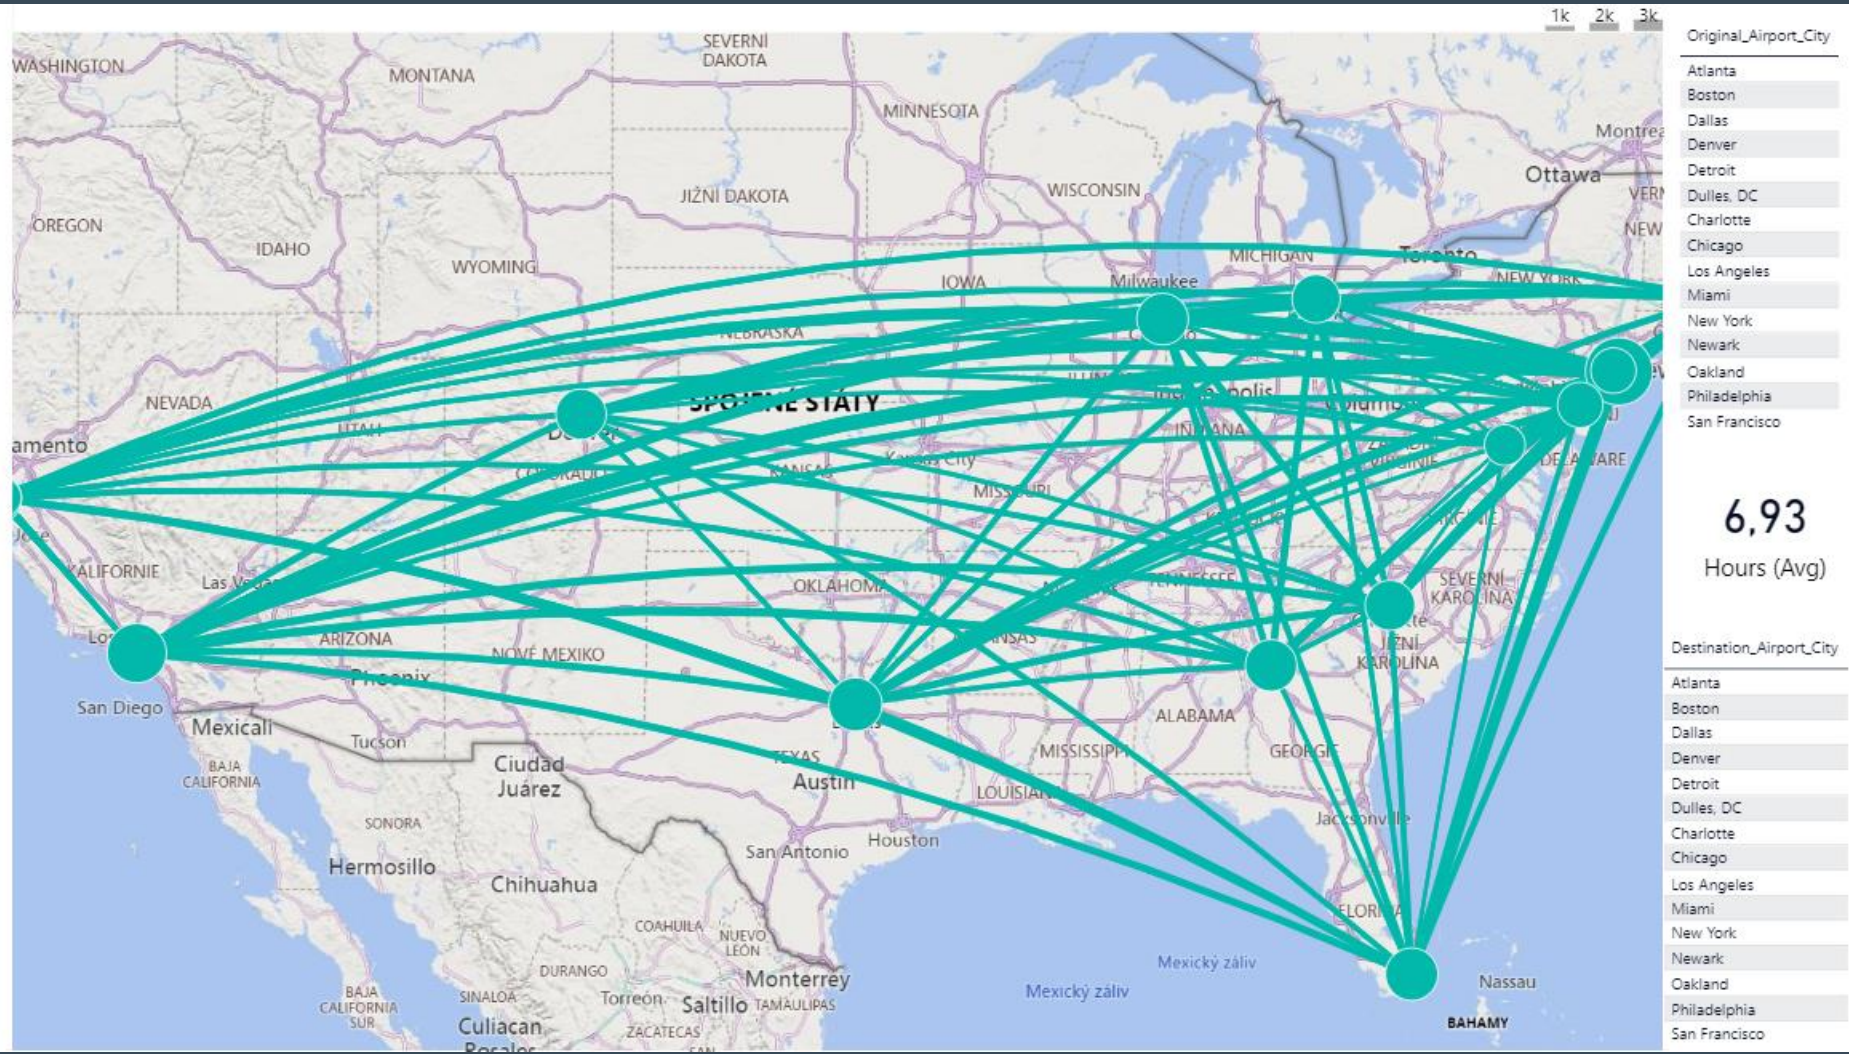 1k 2k 3k
WASHINGTON
MONTANA
SEVERNÍ
DAKOTA
MINNESOTA
Ottawa
JIŽNÍ DAKOTA
WISCONSIN
OREGON
IDAHO
WYOMING
IOWA
Milwaukee
MICHIGAN
Toronto
NEW YORK
NEBRASKA
NEVADA
UTAH
SPOJENÉ STÁTY
INDIANA
amento
COLORADO
KANSAS
Kansas City
MISSOURI
DELAWARE
KALIFORNIE
Las Vegas
OKLAHOMA
TENNESSEE
SEVERNÍ
KAROLÍNA
ARIZONA
NOVÉ MEXIKO
JIŽNÍ
KAROLÍNA
Phoenix
San Diego
Mexicali
Tucson
ALABAMA
BAJA
CALIFORNIA
Ciudad
Juárez
TEXAS
Austin
MISSISSIPPI
GEORGIE
LOUISIANA
SONORA
Jacksonville
Houston
San Antonio
Hermosillo
Chihuahua
FLORIDA
COAHUILA
NUEVO
LEÓN
DURANGO
Monterrey
Mexický záliv
Mexický záliv
Nassau
BAJA
CALIFORNIA
SUR
SINALOA
Torreón
Saltillo
TAMAULIPAS
Culiacan
Rosales
ZACATECAS
BAHAMY
Original_Airport_City
Atlanta
Boston
Dallas
Denver
Detroit
Dulles, DC
Charlotte
Chicago
Los Angeles
Miami
New York
Newark
Oakland
Philadelphia
San Francisco
6,93
Hours (Avg)
Destination_Airport_City
Atlanta
Boston
Dallas
Denver
Detroit
Dulles, DC
Charlotte
Chicago
Los Angeles
Miami
New York
Newark
Oakland
Philadelphia
San Francisco